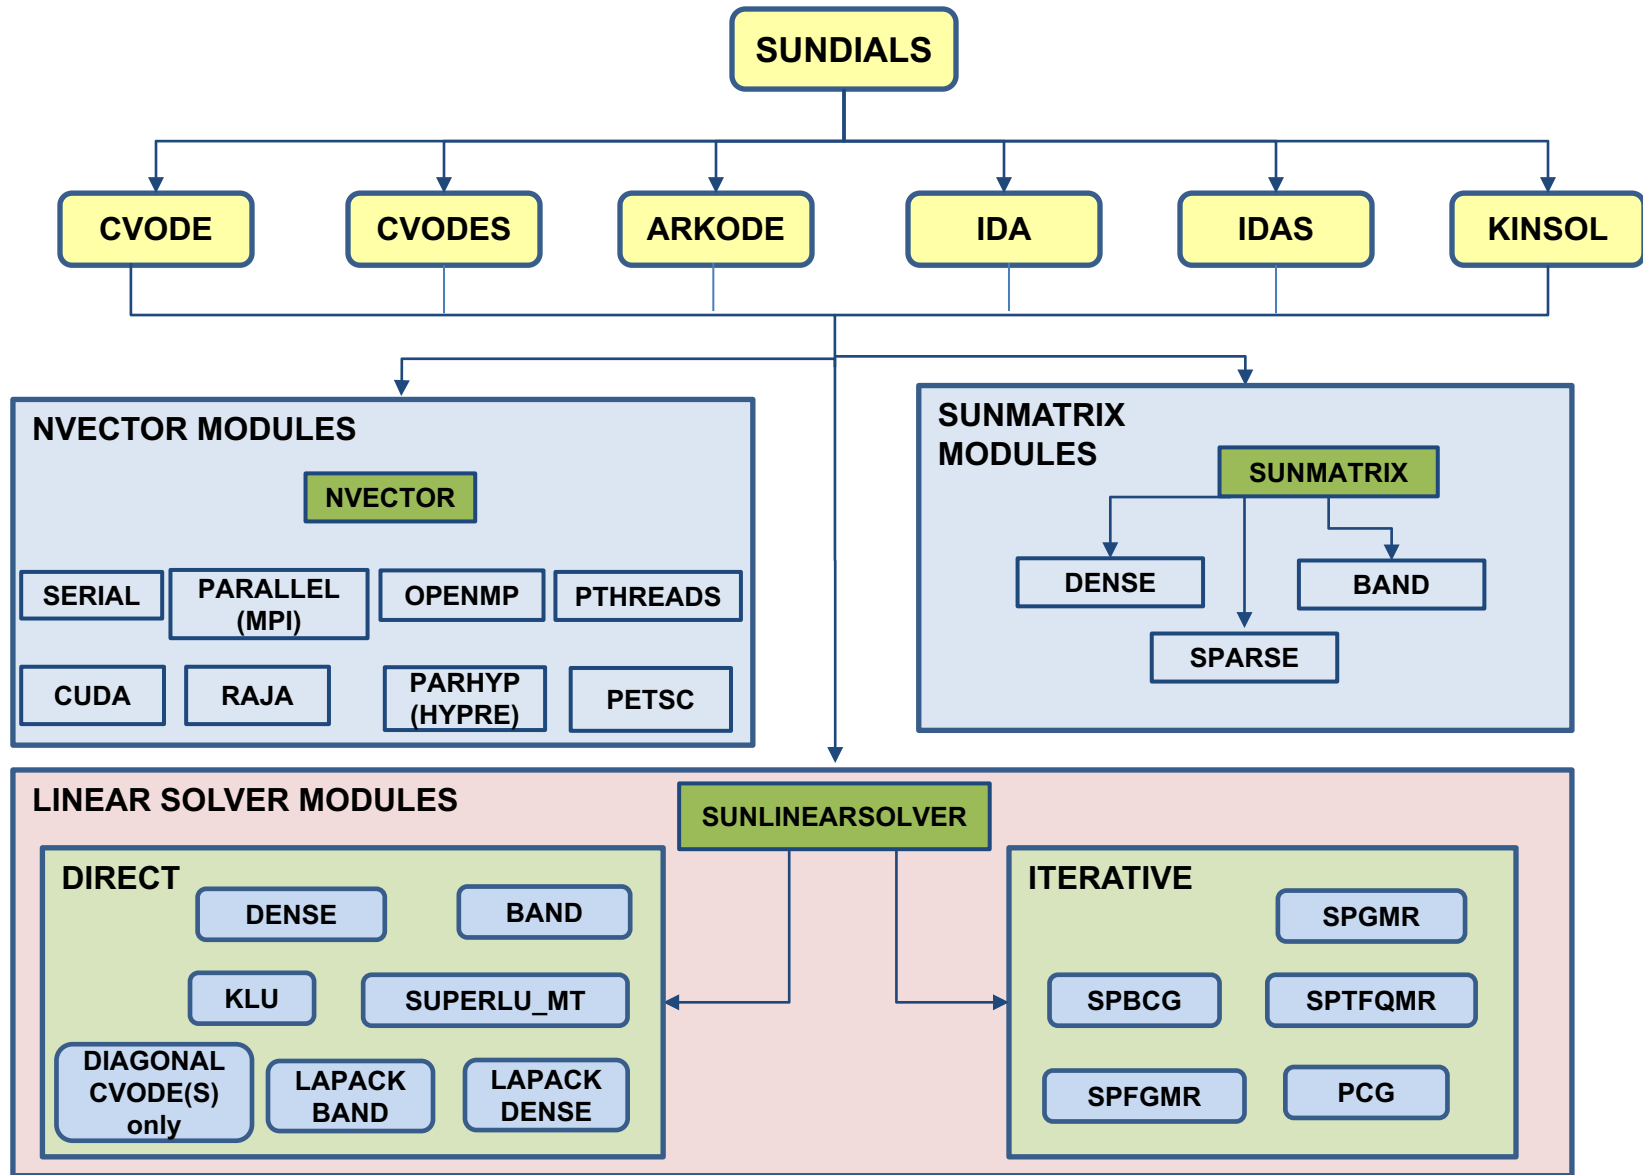 SUNDIALS
CVODE
CVODES
ARKODE
IDA
IDAS
KINSOL
NVECTOR MODULES
NVECTOR
SERIAL
PARALLEL
(MPI)
OPENMP
PTHREADS
CUDA
RAJA
PARHYP
(HYPRE)
PETSC
SUNMATRIX
MODULES
SUNMATRIX
DENSE
BAND
SPARSE
LINEAR SOLVER MODULES
SUNLINEARSOLVER
DIRECT
DENSE
BAND
KLU
SUPERLU_MT
DIAGONAL
CVODE(S)
only
LAPACK
BAND
LAPACK
DENSE
ITERATIVE
SPGMR
SPBCG
SPTFQMR
SPFGMR
PCG